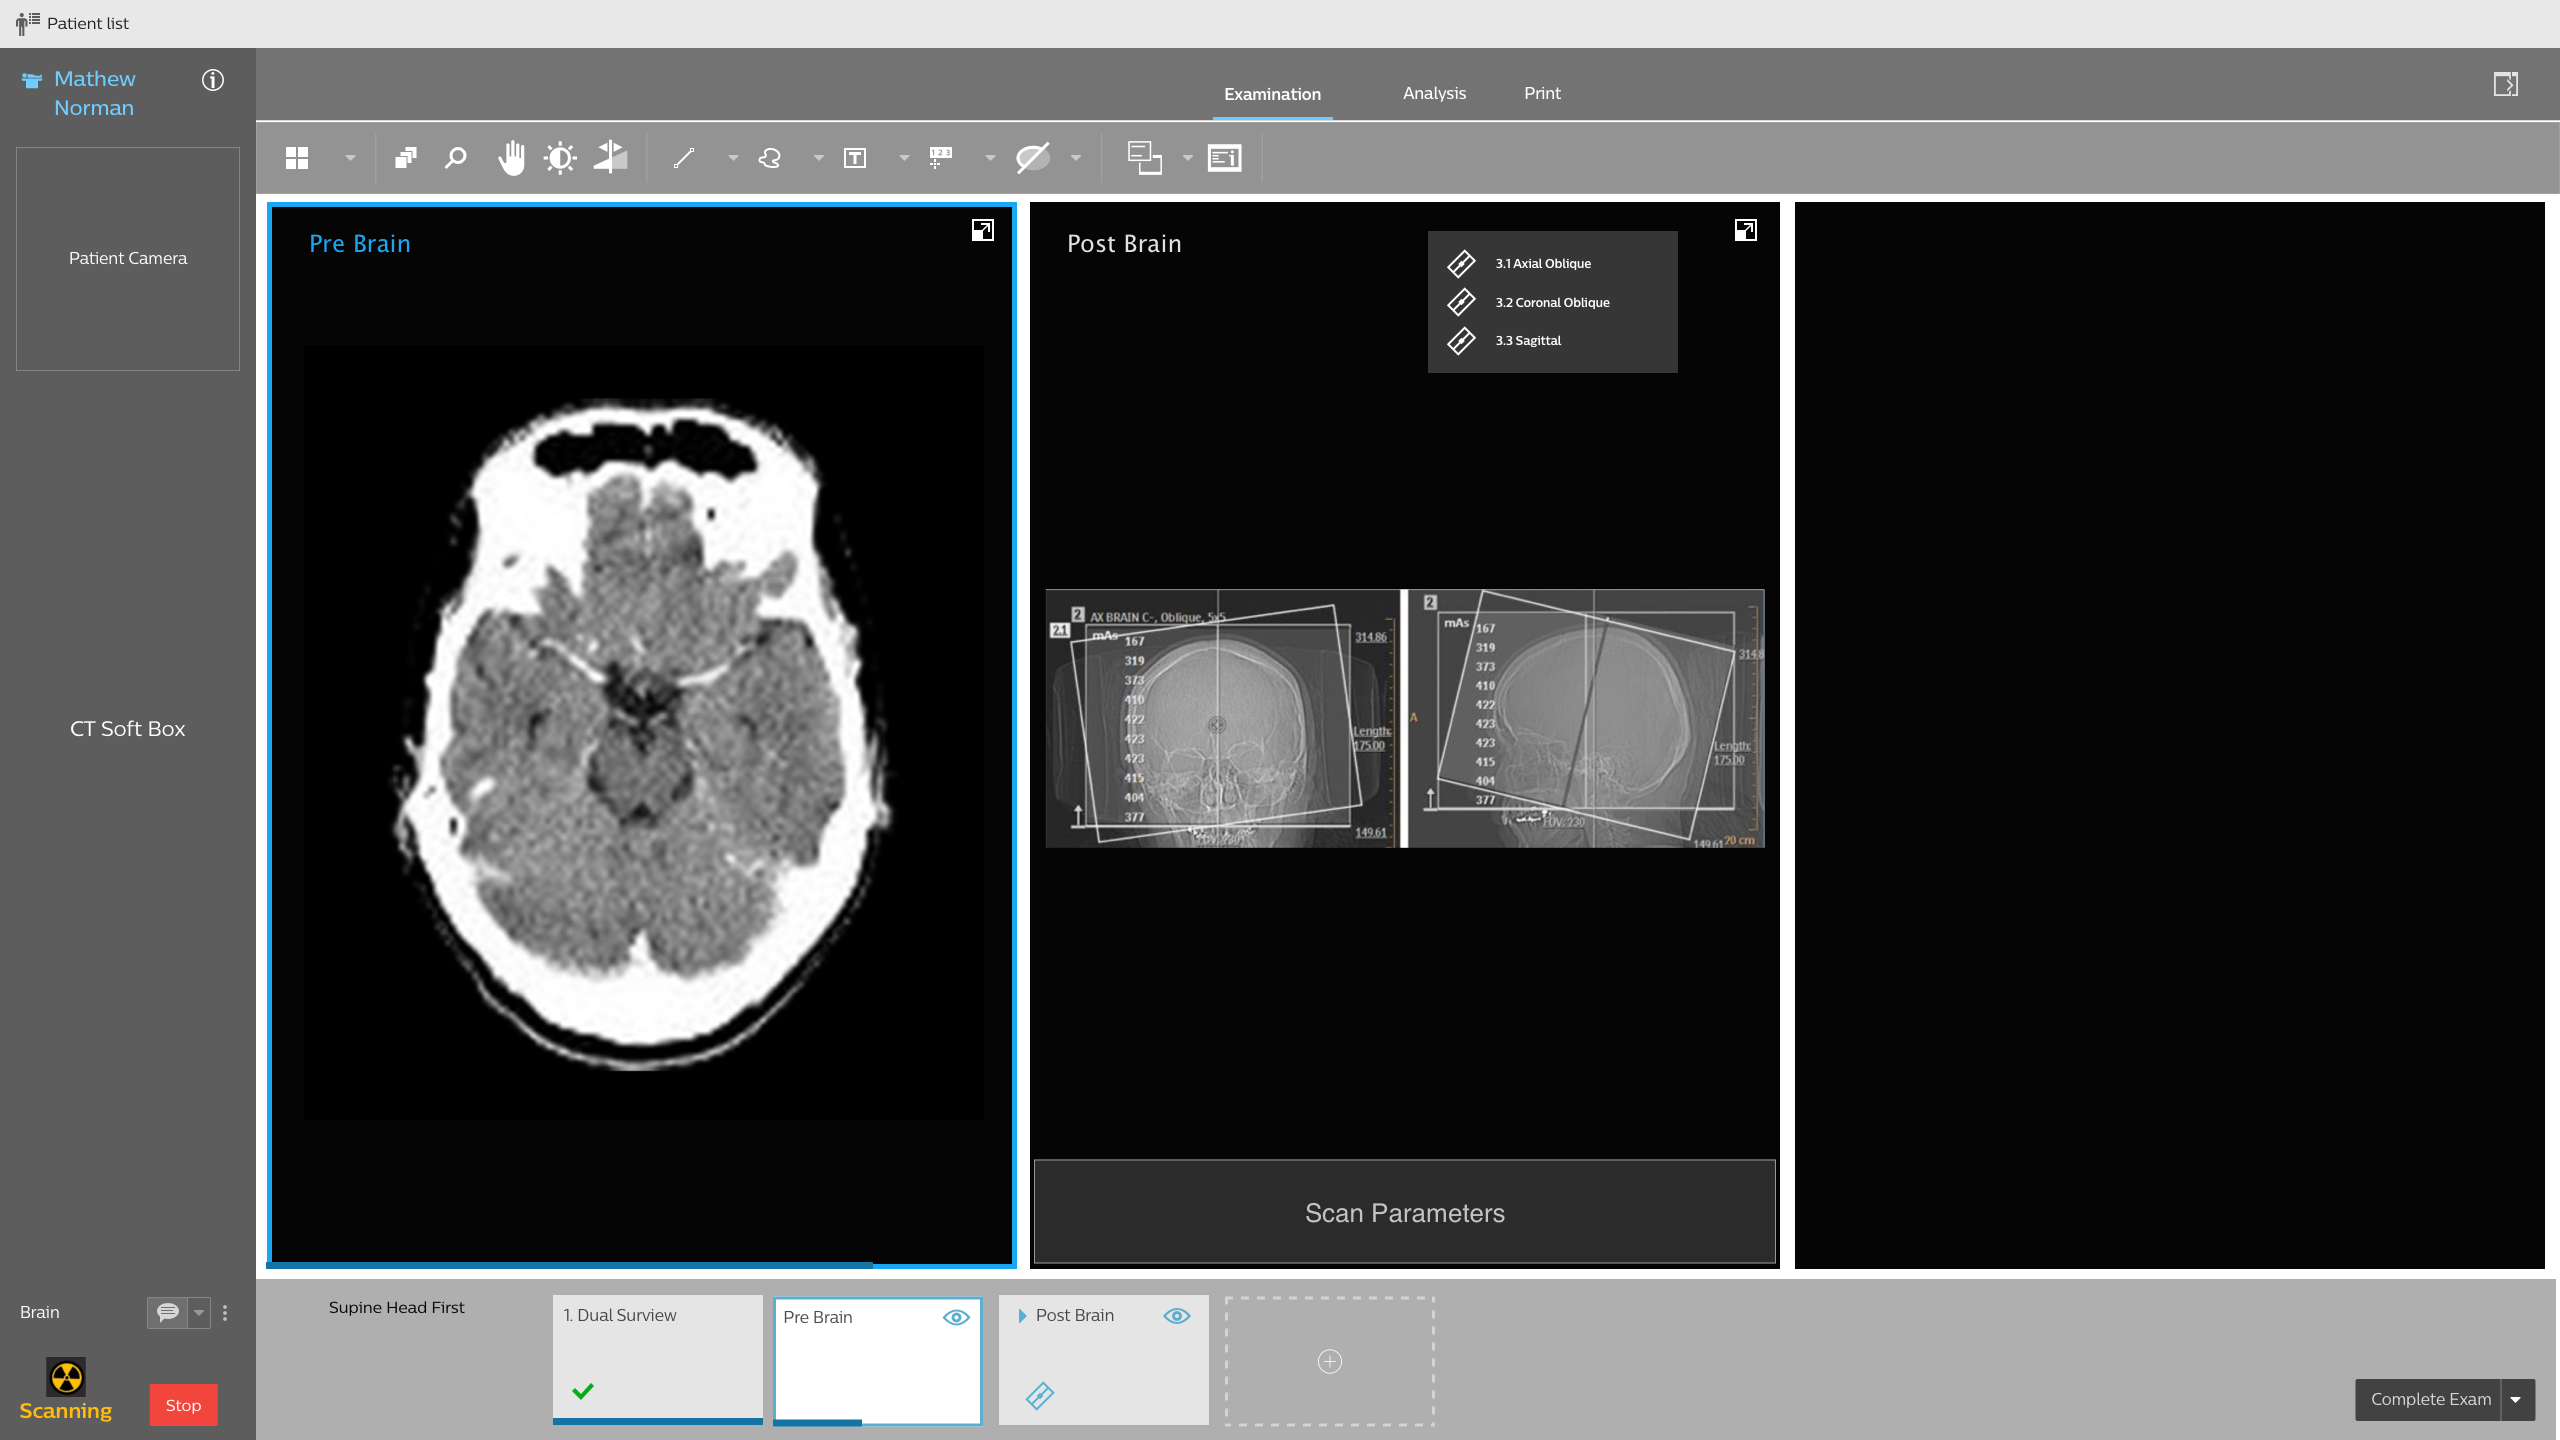 Patient list
Mathew
Norman
Examination
Analysis
Print
Patient Camera
CT Soft Box
Pre Brain
Post Brain
3.1 Axial Oblique
3.2 Coronal Oblique
3.3 Sagittal
2
AX BRAIN C-, Oblique, 5x5
2.1
mAs
167
319
373
410
422
423
423
415
404
377
314.86
Length:
175.00
149.61
2
mAs
167
319
373
410
422
423
423
415
404
377
314.8
A
Length:
175.00
FOV: 230
149.61
20 cm
Scan Parameters
Brain
Scanning
Stop
Supine Head First
1. Dual Surview
Pre Brain
Post Brain
Complete Exam